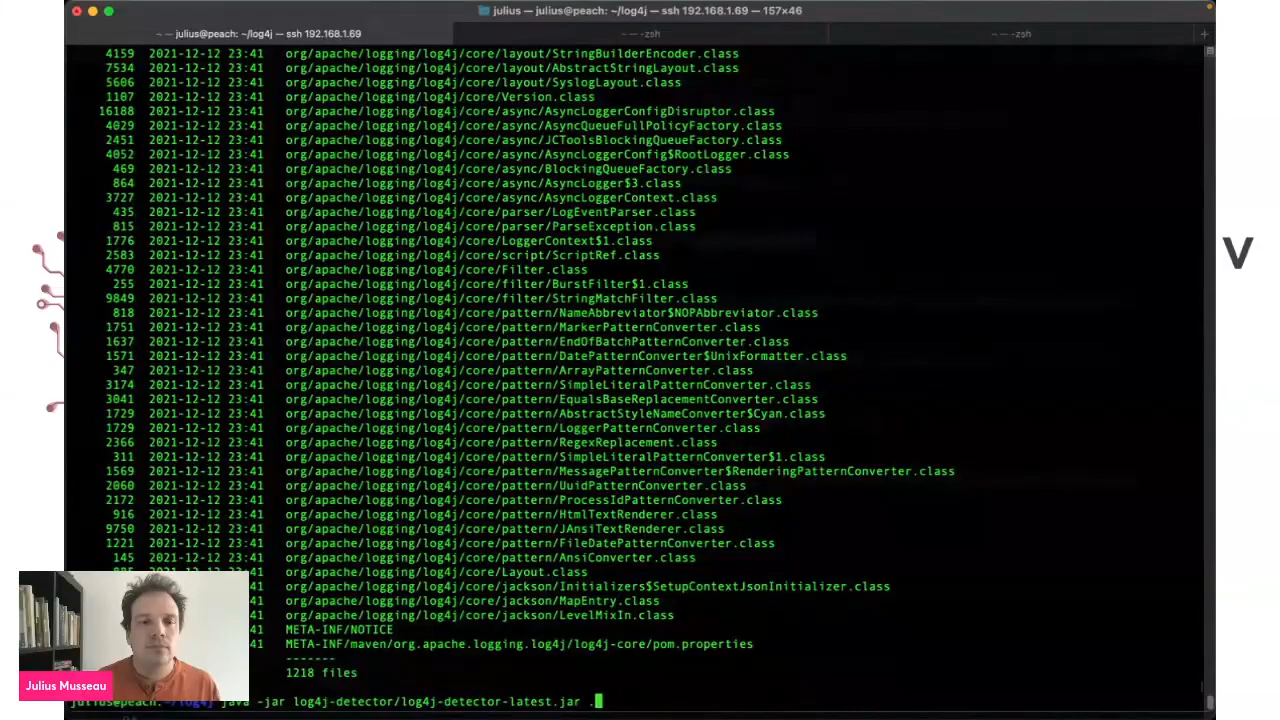 julius — julius@peach: ~/log4j — ssh 192.168.1.69 — 157×46
~ — julius@peach: ~/log4j — ssh 192.168.1.69
~ — -zsh
~ — -zsh
+
4159 2021-12-12 23:41 org/apache/logging/log4j/core/layout/StringBuilderEncoder.class
7534 2021-12-12 23:41 org/apache/logging/log4j/core/layout/AbstractStringLayout.class
5606 2021-12-12 23:41 org/apache/logging/log4j/core/layout/SyslogLayout.class
1107 2021-12-12 23:41 org/apache/logging/log4j/core/Version.class
16188 2021-12-12 23:41 org/apache/logging/log4j/core/async/AsyncLoggerConfigDisruptor.class
4029 2021-12-12 23:41 org/apache/logging/log4j/core/async/AsyncQueueFullPolicyFactory.class
2451 2021-12-12 23:41 org/apache/logging/log4j/core/async/JCToolsBlockingQueueFactory.class
4052 2021-12-12 23:41 org/apache/logging/log4j/core/async/AsyncLoggerConfig$RootLogger.class
469 2021-12-12 23:41 org/apache/logging/log4j/core/async/BlockingQueueFactory.class
864 2021-12-12 23:41 org/apache/logging/log4j/core/async/AsyncLogger$3.class
3727 2021-12-12 23:41 org/apache/logging/log4j/core/async/AsyncLoggerContext.class
435 2021-12-12 23:41 org/apache/logging/log4j/core/parser/LogEventParser.class
815 2021-12-12 23:41 org/apache/logging/log4j/core/parser/ParseException.class
1776 2021-12-12 23:41 org/apache/logging/log4j/core/LoggerContext$1.class
2583 2021-12-12 23:41 org/apache/logging/log4j/core/script/ScriptRef.class
4770 2021-12-12 23:41 org/apache/logging/log4j/core/Filter.class
255 2021-12-12 23:41 org/apache/logging/log4j/core/filter/BurstFilter$1.class
9849 2021-12-12 23:41 org/apache/logging/log4j/core/filter/StringMatchFilter.class
818 2021-12-12 23:41 org/apache/logging/log4j/core/pattern/NameAbbreviator$NOPAbbreviator.class
1751 2021-12-12 23:41 org/apache/logging/log4j/core/pattern/MarkerPatternConverter.class
1637 2021-12-12 23:41 org/apache/logging/log4j/core/pattern/EndOfBatchPatternConverter.class
1571 2021-12-12 23:41 org/apache/logging/log4j/core/pattern/DatePatternConverter$UnixFormatter.class
347 2021-12-12 23:41 org/apache/logging/log4j/core/pattern/ArrayPatternConverter.class
3174 2021-12-12 23:41 org/apache/logging/log4j/core/pattern/SimpleLiteralPatternConverter.class
3041 2021-12-12 23:41 org/apache/logging/log4j/core/pattern/EqualsBaseReplacementConverter.class
1729 2021-12-12 23:41 org/apache/logging/log4j/core/pattern/AbstractStyleNameConverter$Cyan.class
1729 2021-12-12 23:41 org/apache/logging/log4j/core/pattern/LoggerPatternConverter.class
2366 2021-12-12 23:41 org/apache/logging/log4j/core/pattern/RegexReplacement.class
311 2021-12-12 23:41 org/apache/logging/log4j/core/pattern/SimpleLiteralPatternConverter$1.class
1569 2021-12-12 23:41 org/apache/logging/log4j/core/pattern/MessagePatternConverter$RenderingPatternConverter.class
2060 2021-12-12 23:41 org/apache/logging/log4j/core/pattern/UuidPatternConverter.class
2172 2021-12-12 23:41 org/apache/logging/log4j/core/pattern/ProcessIdPatternConverter.class
916 2021-12-12 23:41 org/apache/logging/log4j/core/pattern/HtmlTextRenderer.class
9750 2021-12-12 23:41 org/apache/logging/log4j/core/pattern/JAnsiTextRenderer.class
1221 2021-12-12 23:41 org/apache/logging/log4j/core/pattern/FileDatePatternConverter.class
145 2021-12-12 23:41 org/apache/logging/log4j/core/pattern/AnsiConverter.class
2021-12-12 23:41 org/apache/logging/log4j/core/Layout.class
41 org/apache/logging/log4j/core/jackson/Initializers$SetupContextJsonInitializer.class
41 org/apache/logging/log4j/core/jackson/MapEntry.class
41 org/apache/logging/log4j/core/jackson/LevelMixIn.class
41 META-INF/NOTICE
41 META-INF/maven/org.apache.logging.log4j/log4j-core/pom.properties
-------
1218 files
julius@peach:~/log4j java -jar log4j-detector/log4j-detector-latest.jar .
Julius Musseau
V